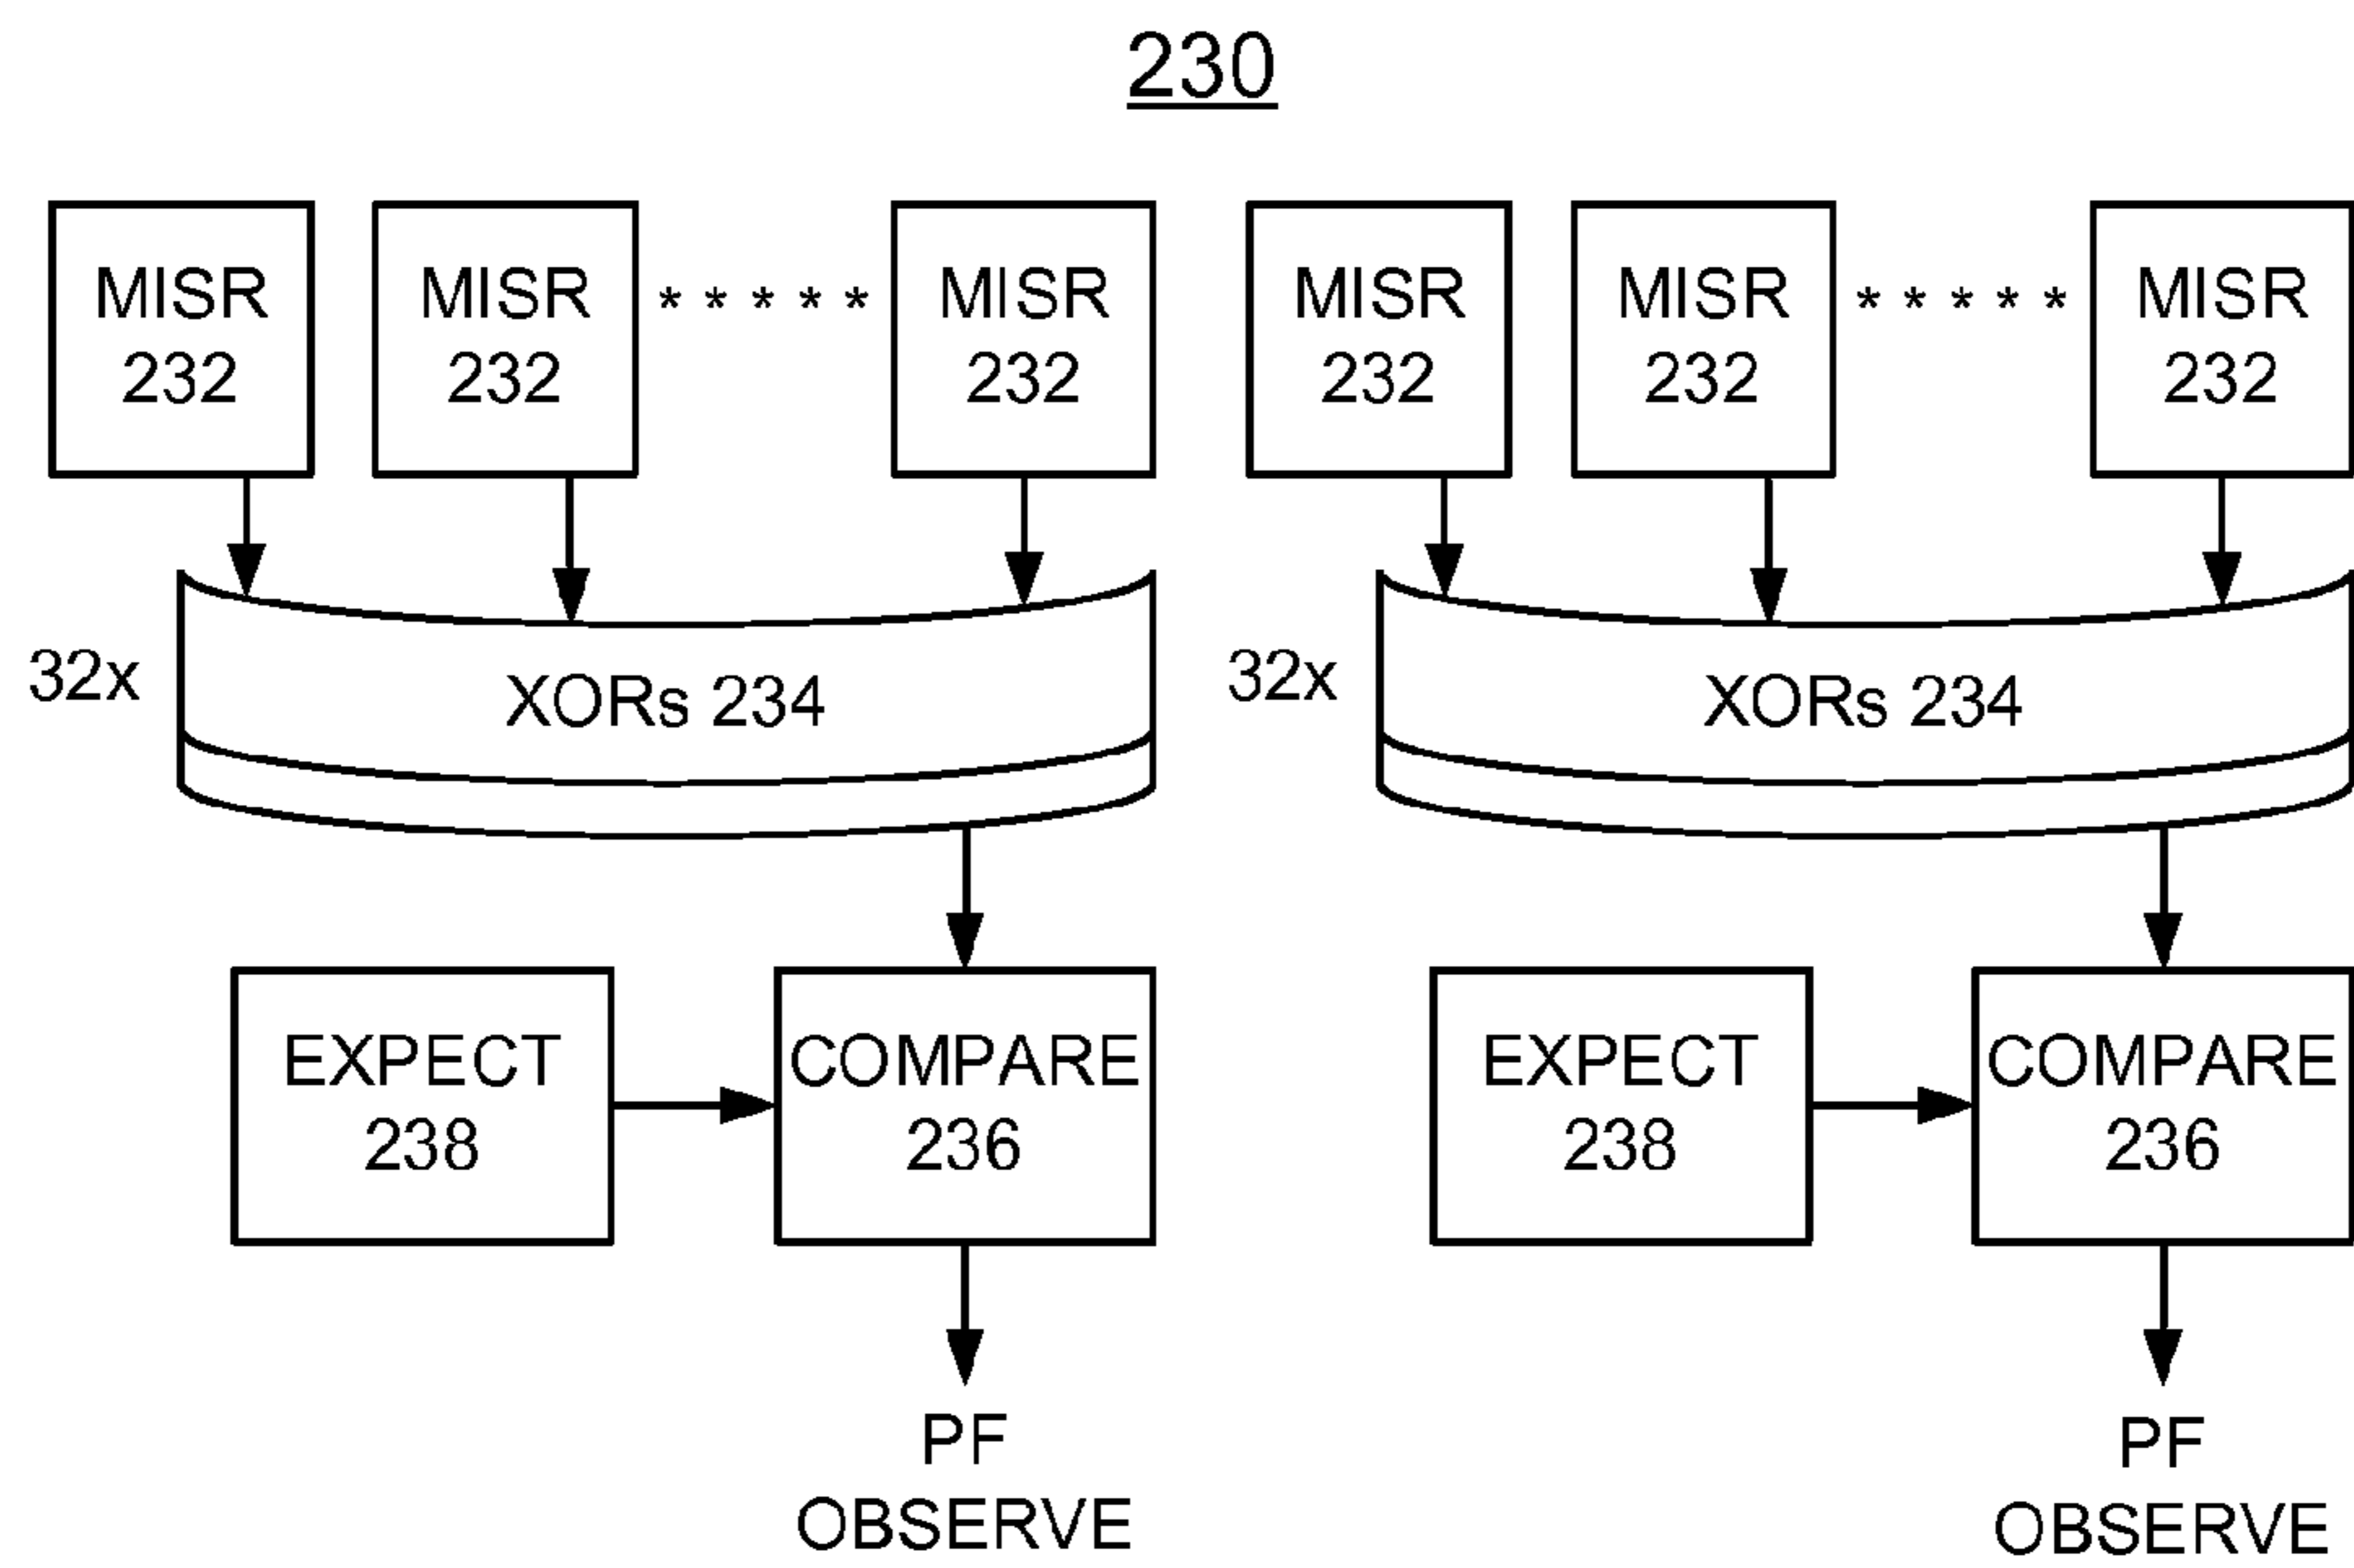 230
MISR 232
MISR 232
* * * * *
MISR 232
MISR 232
MISR 232
* * * * *
MISR 232
32x
XORs 234
32x
XORs 234
EXPECT 238
COMPARE 236
EXPECT 238
COMPARE 236
PF OBSERVE
PF OBSERVE